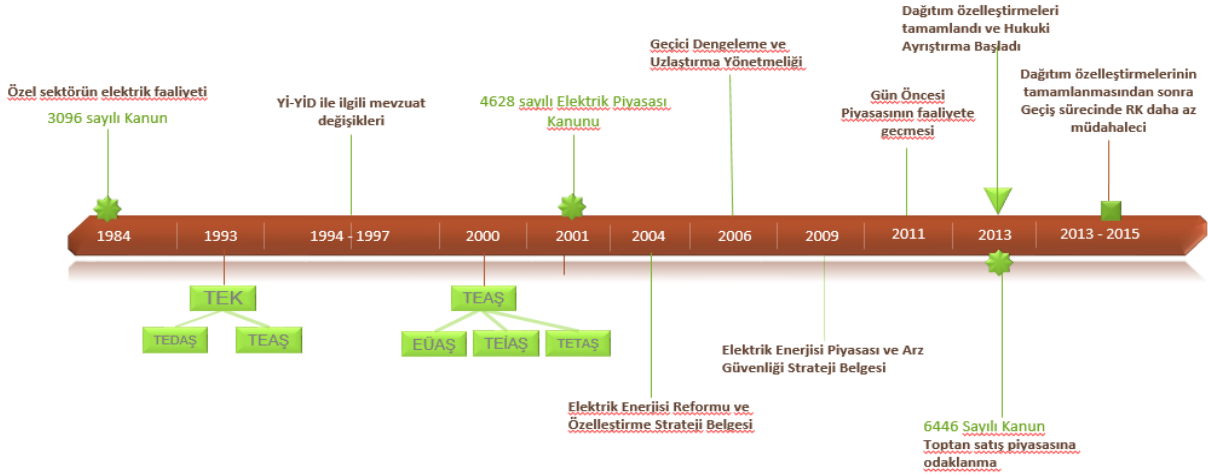 Özel sektörün elektrik faaliyeti
3096 sayılı Kanun
Yİ-YİD ile ilgili mevzuat
değişikleri
4628 sayılı Elektrik Piyasası
Kanunu
Geçici Dengeleme ve
Uzlaştırma Yönetmeliği
Gün Öncesi
Piyasasının faaliyete
geçmesi
Dağıtım özelleştirmeleri
tamamlandı ve Hukuki
Ayrıştırma Başladı
Dağıtım özelleştirmelerinin
tamamlanmasından sonra
Geçiş sürecinde RK daha az
müdahaleci
1984
1993
1994 - 1997
2000
2001
2004
2006
2009
2011
2013
2013 - 2015
TEK
TEDAŞ
TEAŞ
TEAŞ
EÜAŞ
TEİAŞ
TETAŞ
Elektrik Enerjisi Reformu ve
Özelleştirme Strateji Belgesi
Elektrik Enerjisi Piyasası ve Arz
Güvenliği Strateji Belgesi
6446 Sayılı Kanun
Toptan satış piyasasına
odaklanma